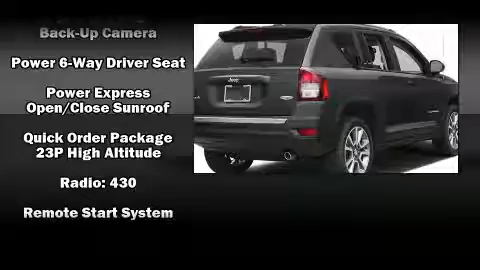 Back-Up Camera
Power 6-Way Driver Seat
Power Express
Open/Close Sunroof
Quick Order Package
23P High Altitude
Radio: 430
Remote Start System
Jeep